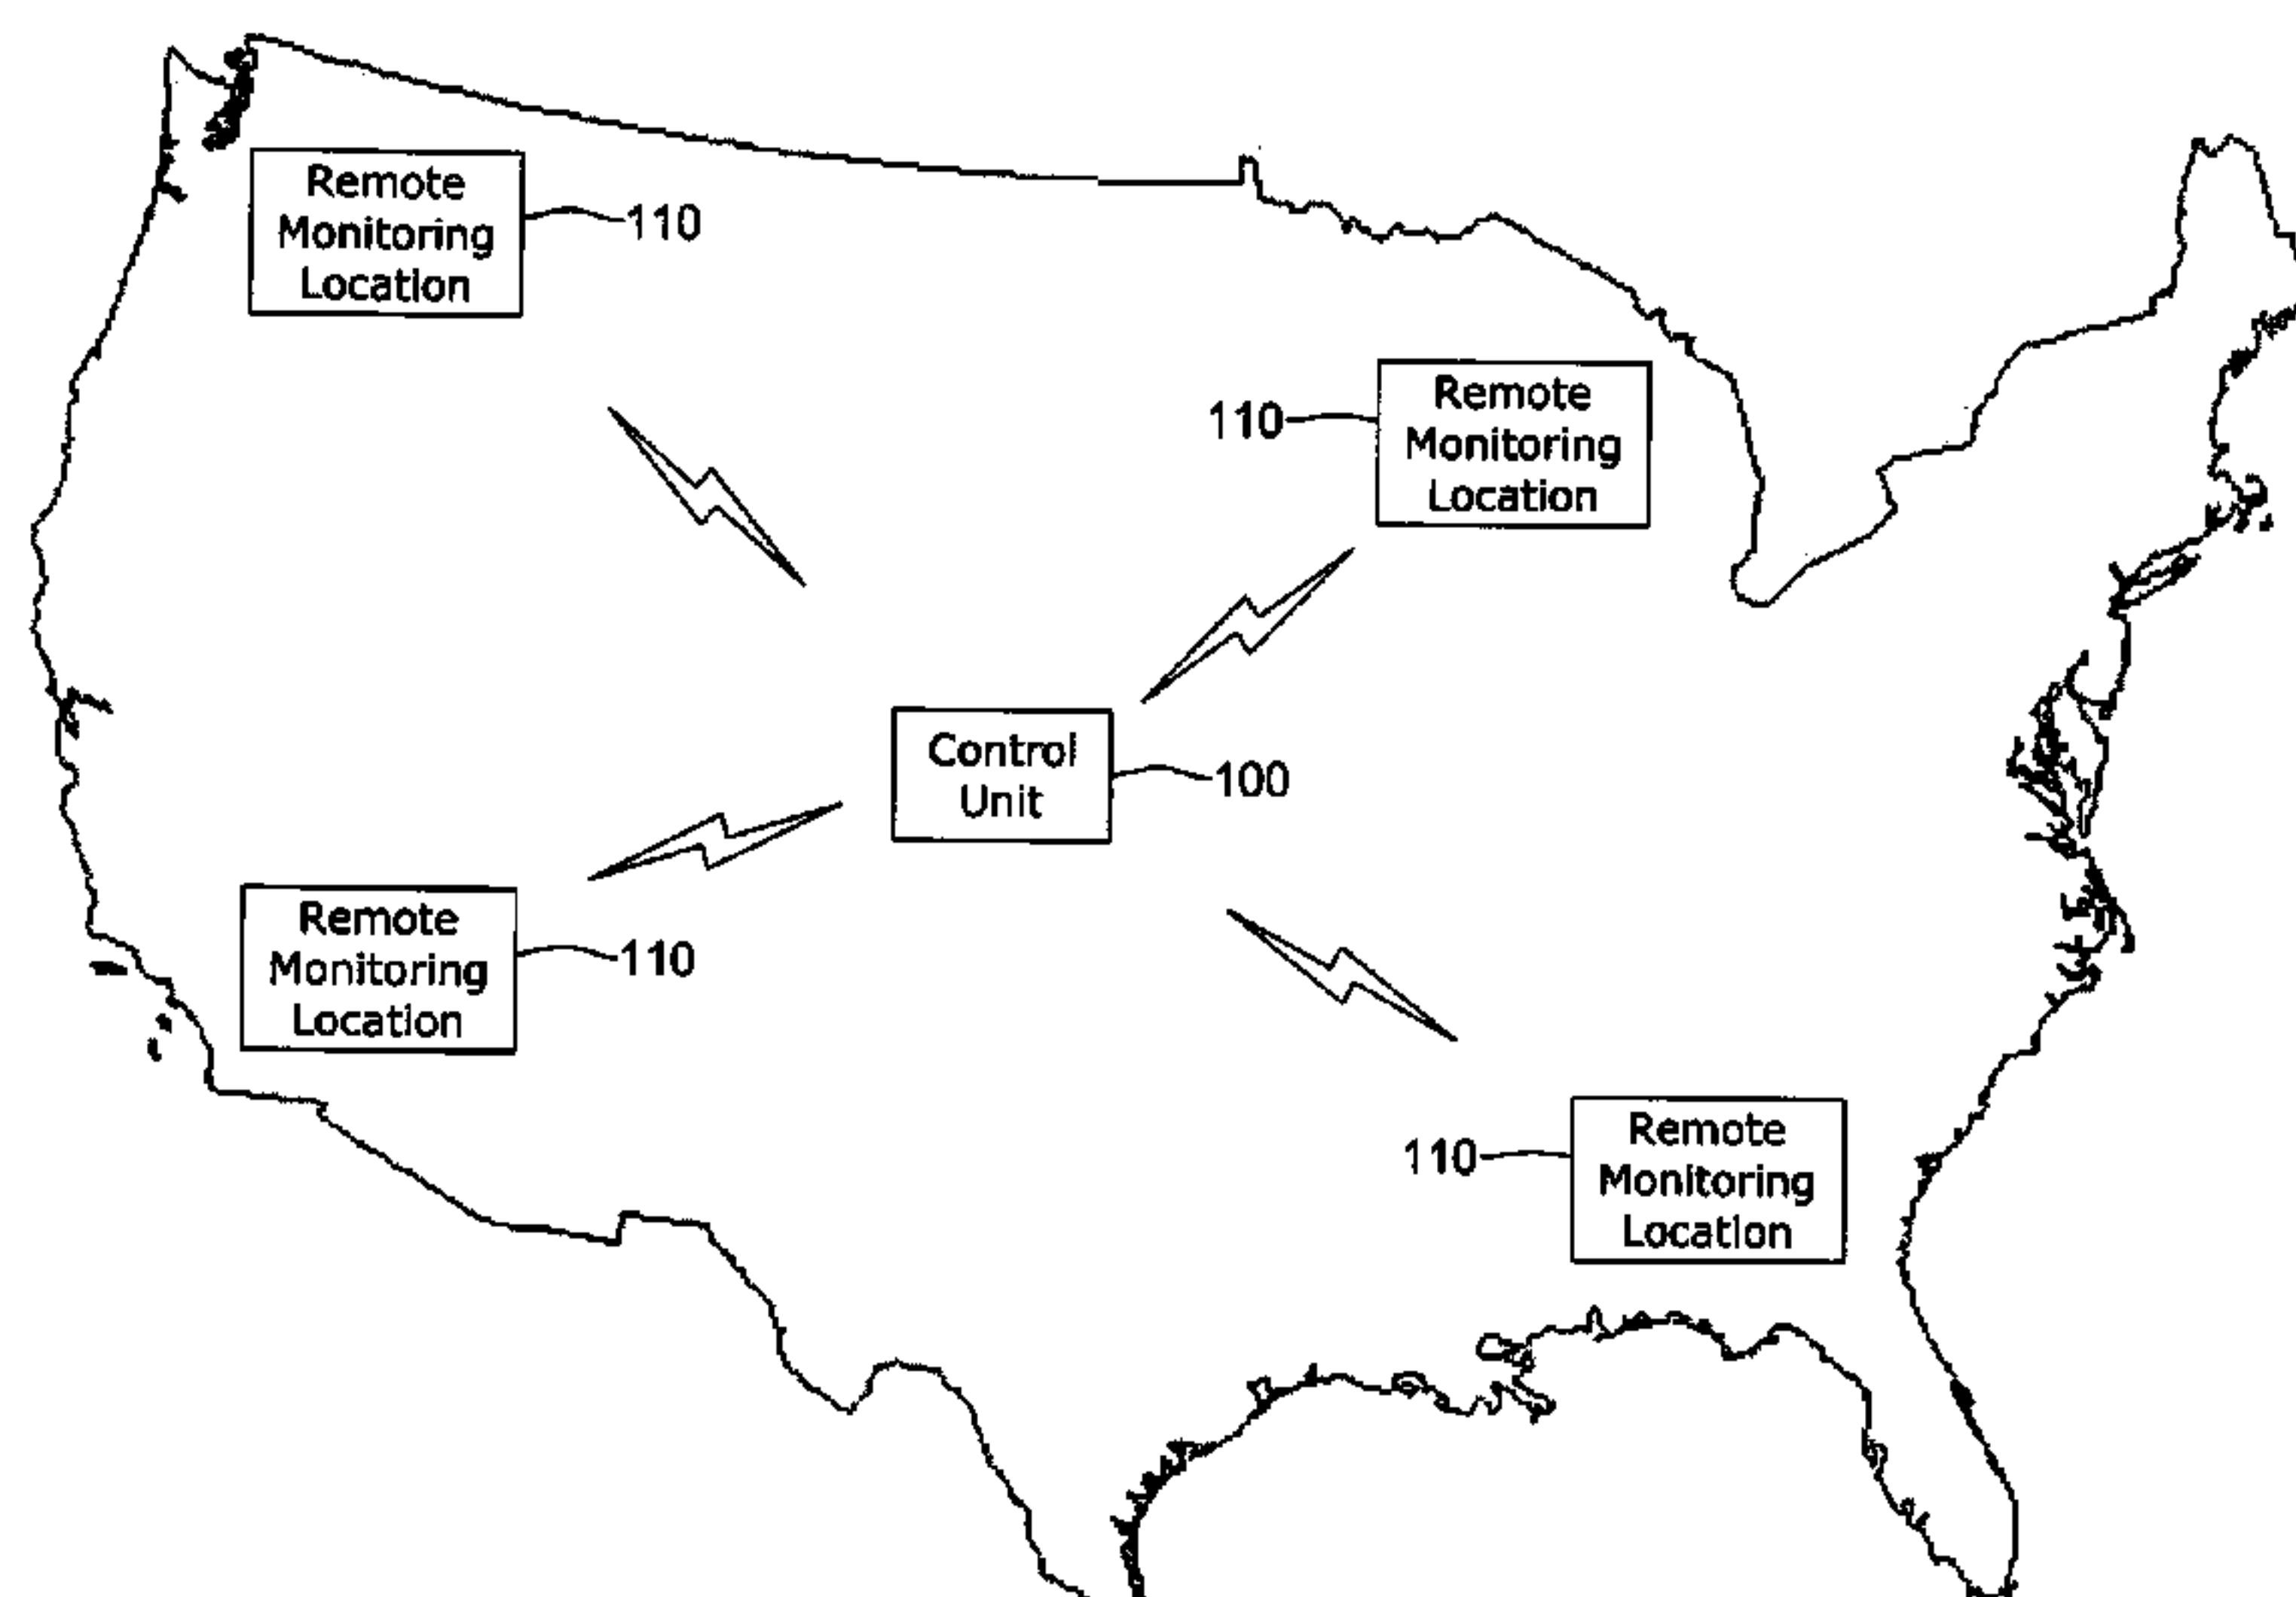 Remote
Monitoring
Location
110
110
Remote
Monitoring
Location
Control
Unit
100
Remote
Monitoring
Location
110
110
Remote
Monitoring
Location